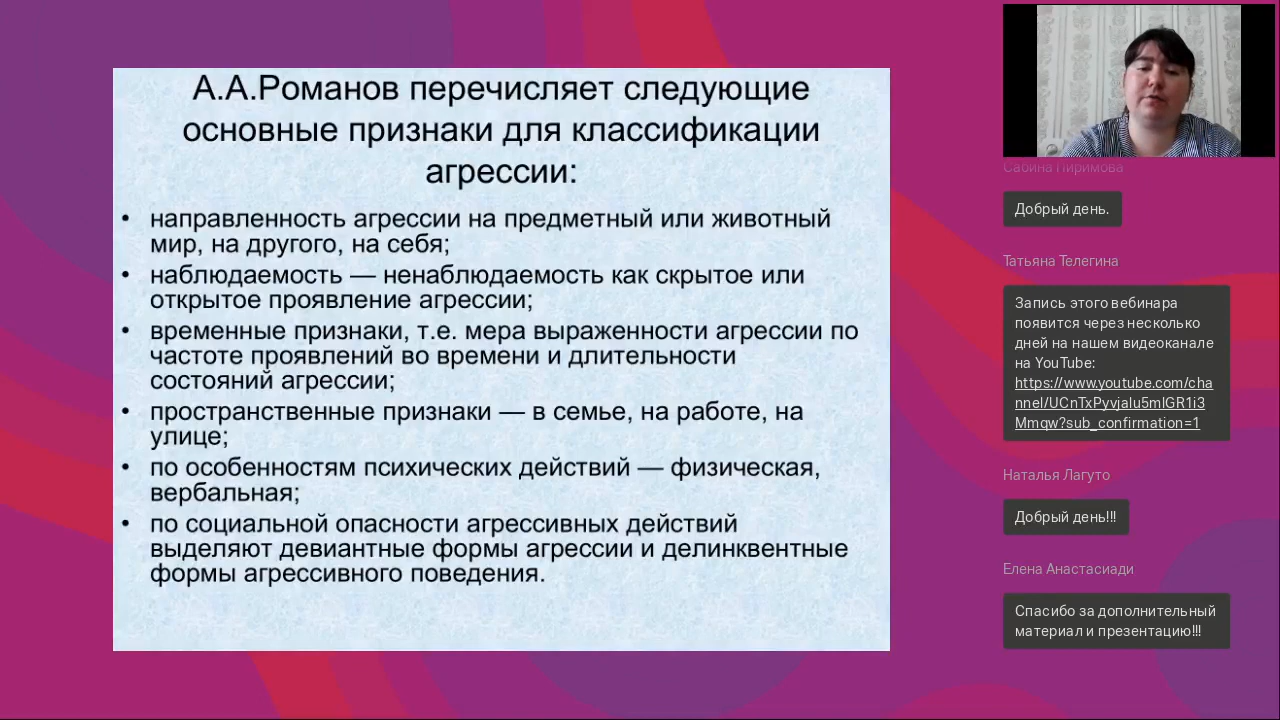 А.А.Романов перечисляет следующие
основные признаки для классификации
агрессии:
• направленность агрессии на предметный или животный
мир, на другого, на себя;
• наблюдаемость — ненаблюдаемость как скрытое или
открытое проявление агрессии;
• временные признаки, т.е. мера выраженности агрессии по
частоте проявлений во времени и длительности
состояний агрессии;
• пространственные признаки — в семье, на работе, на
улице;
• по особенностям психических действий — физическая,
вербальная;
• по социальной опасности агрессивных действий
выделяют девиантные формы агрессии и делинквентные
формы агрессивного поведения.
Сабина Пиримова
Добрый день.
Татьяна Телегина
Запись этого вебинара
появится через несколько
дней на нашем видеоканале
на YouTube:
https://www.youtube.com/cha
nnel/UCnTxPyvjalu5mlGR1i3
Mmqw?sub_confirmation=1
Наталья Лагуто
Добрый день!!!
Елена Анастасиади
Спасибо за дополнительный
материал и презентацию!!!